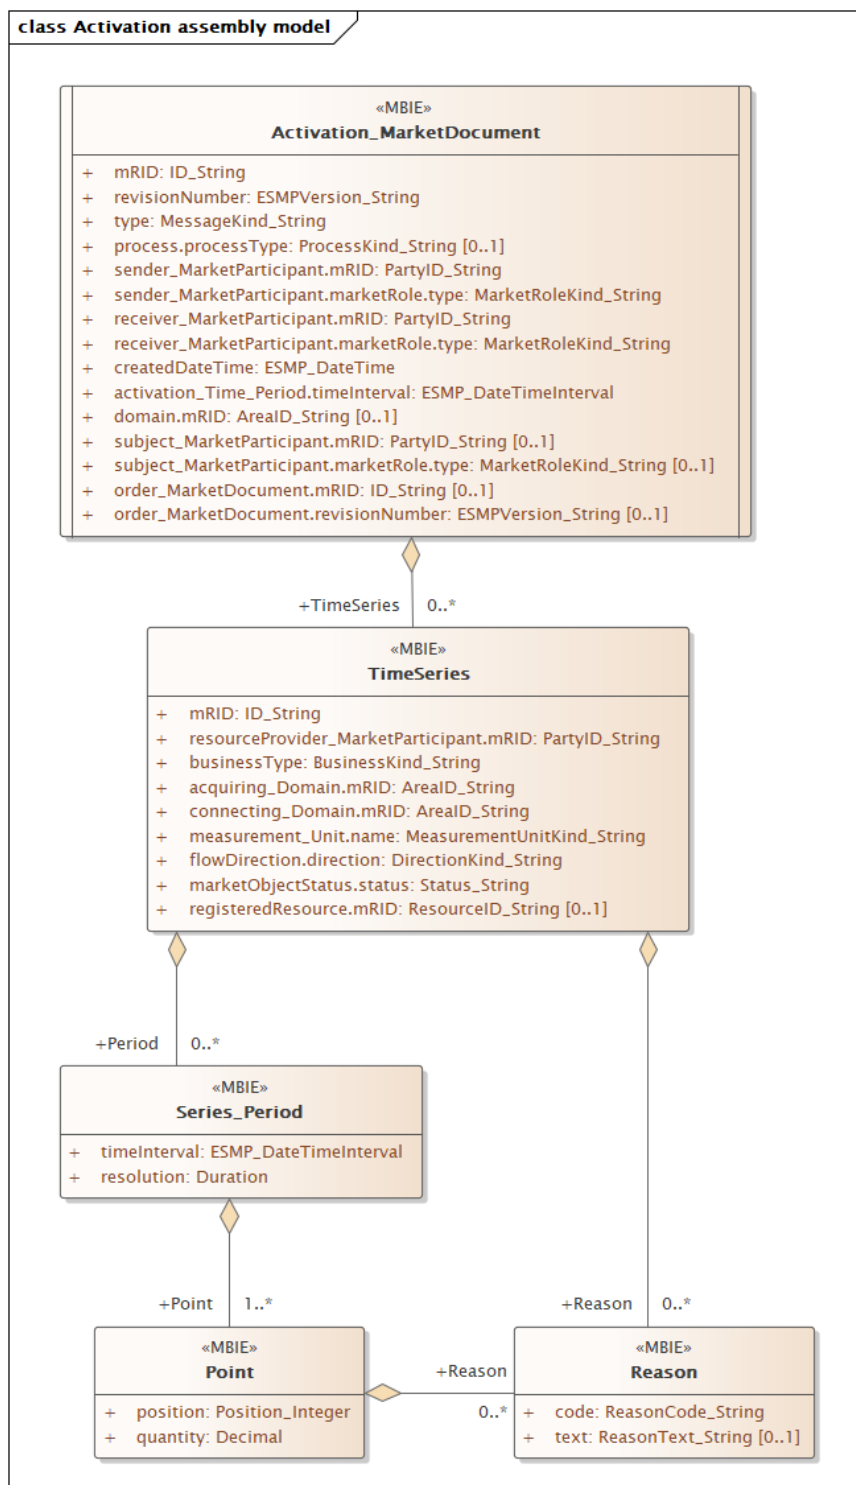 class Activation assembly model
«MBIE»
Activation_MarketDocument
+ mRID: ID_String
+ revisionNumber: ESMPVersion_String
+ type: MessageKind_String
+ process.processType: ProcessKind_String [0..1]
+ sender_MarketParticipant.mRID: PartyID_String
+ sender_MarketParticipant.marketRole.type: MarketRoleKind_String
+ receiver_MarketParticipant.mRID: PartyID_String
+ receiver_MarketParticipant.marketRole.type: MarketRoleKind_String
+ createdDateTime: ESMP_DateTime
+ activation_Time_Period.timeInterval: ESMP_DateTimeInterval
+ domain.mRID: AreaID_String [0..1]
+ subject_MarketParticipant.mRID: PartyID_String [0..1]
+ subject_MarketParticipant.marketRole.type: MarketRoleKind_String [0..1]
+ order_MarketDocument.mRID: ID_String [0..1]
+ order_MarketDocument.revisionNumber: ESMPVersion_String [0..1]
+TimeSeries 0..*
«MBIE»
TimeSeries
+ mRID: ID_String
+ resourceProvider_MarketParticipant.mRID: PartyID_String
+ businessType: BusinessKind_String
+ acquiring_Domain.mRID: AreaID_String
+ connecting_Domain.mRID: AreaID_String
+ measurement_Unit.name: MeasurementUnitKind_String
+ flowDirection.direction: DirectionKind_String
+ marketObjectStatus.status: Status_String
+ registeredResource.mRID: ResourceID_String [0..1]
+Period 0..*
«MBIE»
Series_Period
+ timeInterval: ESMP_DateTimeInterval
+ resolution: Duration
+Point 1..*
+Reason 0..*
«MBIE»
Point
+ position: Position_Integer
+ quantity: Decimal
+Reason
0..*
«MBIE»
Reason
+ code: ReasonCode_String
+ text: ReasonText_String [0..1]